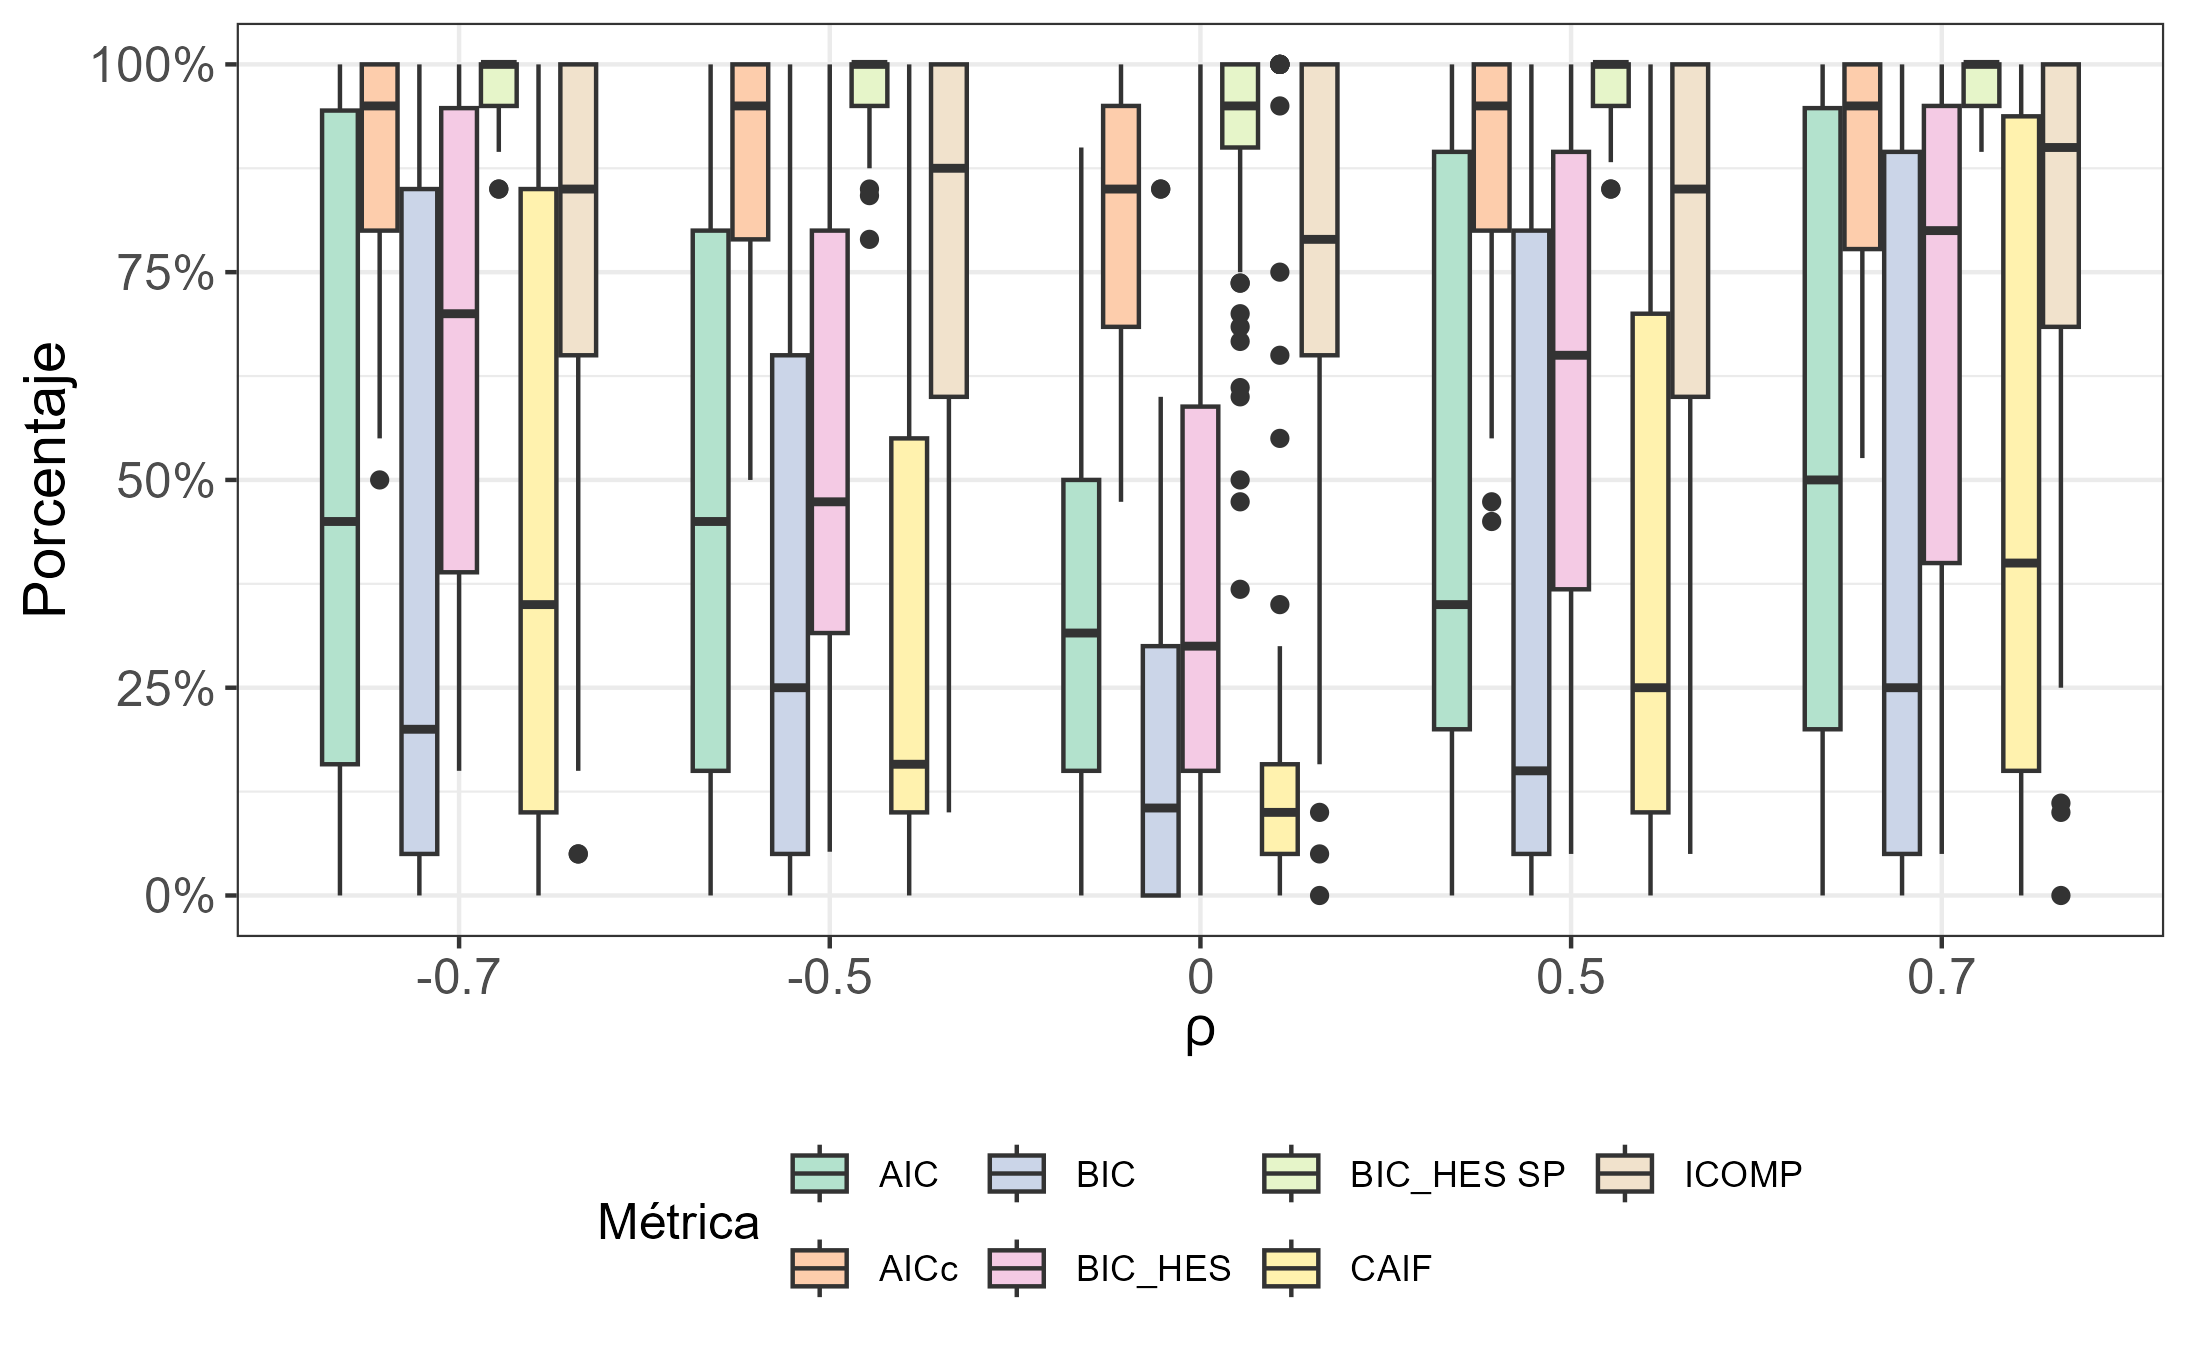 Porcentaje
100%
75%
50%
25%
0%
-0.7 -0.5 0 0.5 0.7
ρ
Métrica
AIC BIC BIC_HES SP ICOMP
AICc BIC_HES CAIF